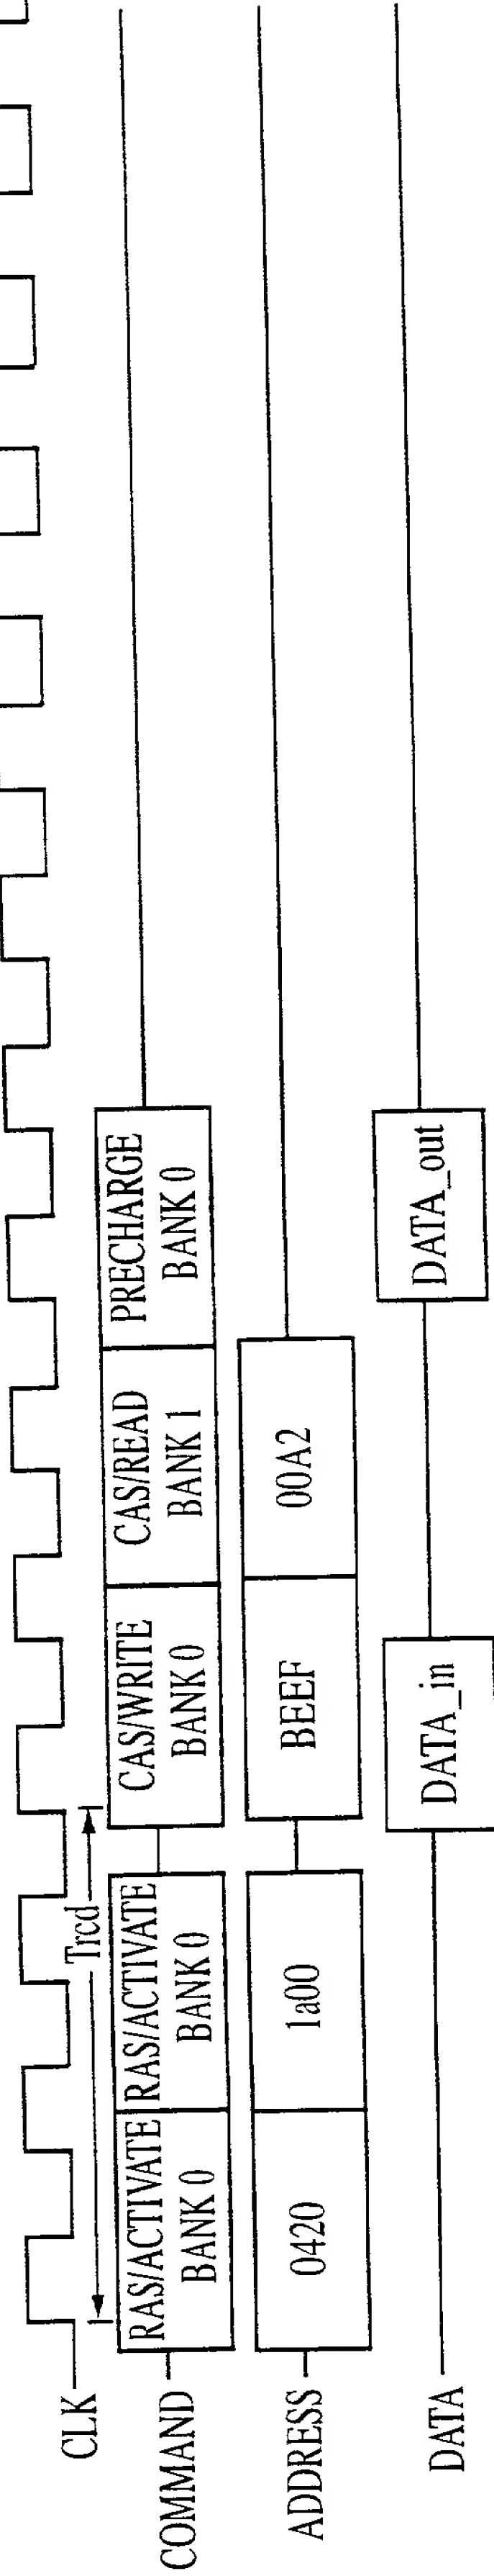 CLK
Trcd
COMMAND
RAS/ACTIVATE
BANK 0
RAS/ACTIVATE
BANK 0
CAS/WRITE
BANK 0
CAS/READ
BANK 1
PRECHARGE
BANK 0
ADDRESS
0420
1a00
BEEF
00A2
DATA
DATA_in
DATA_out